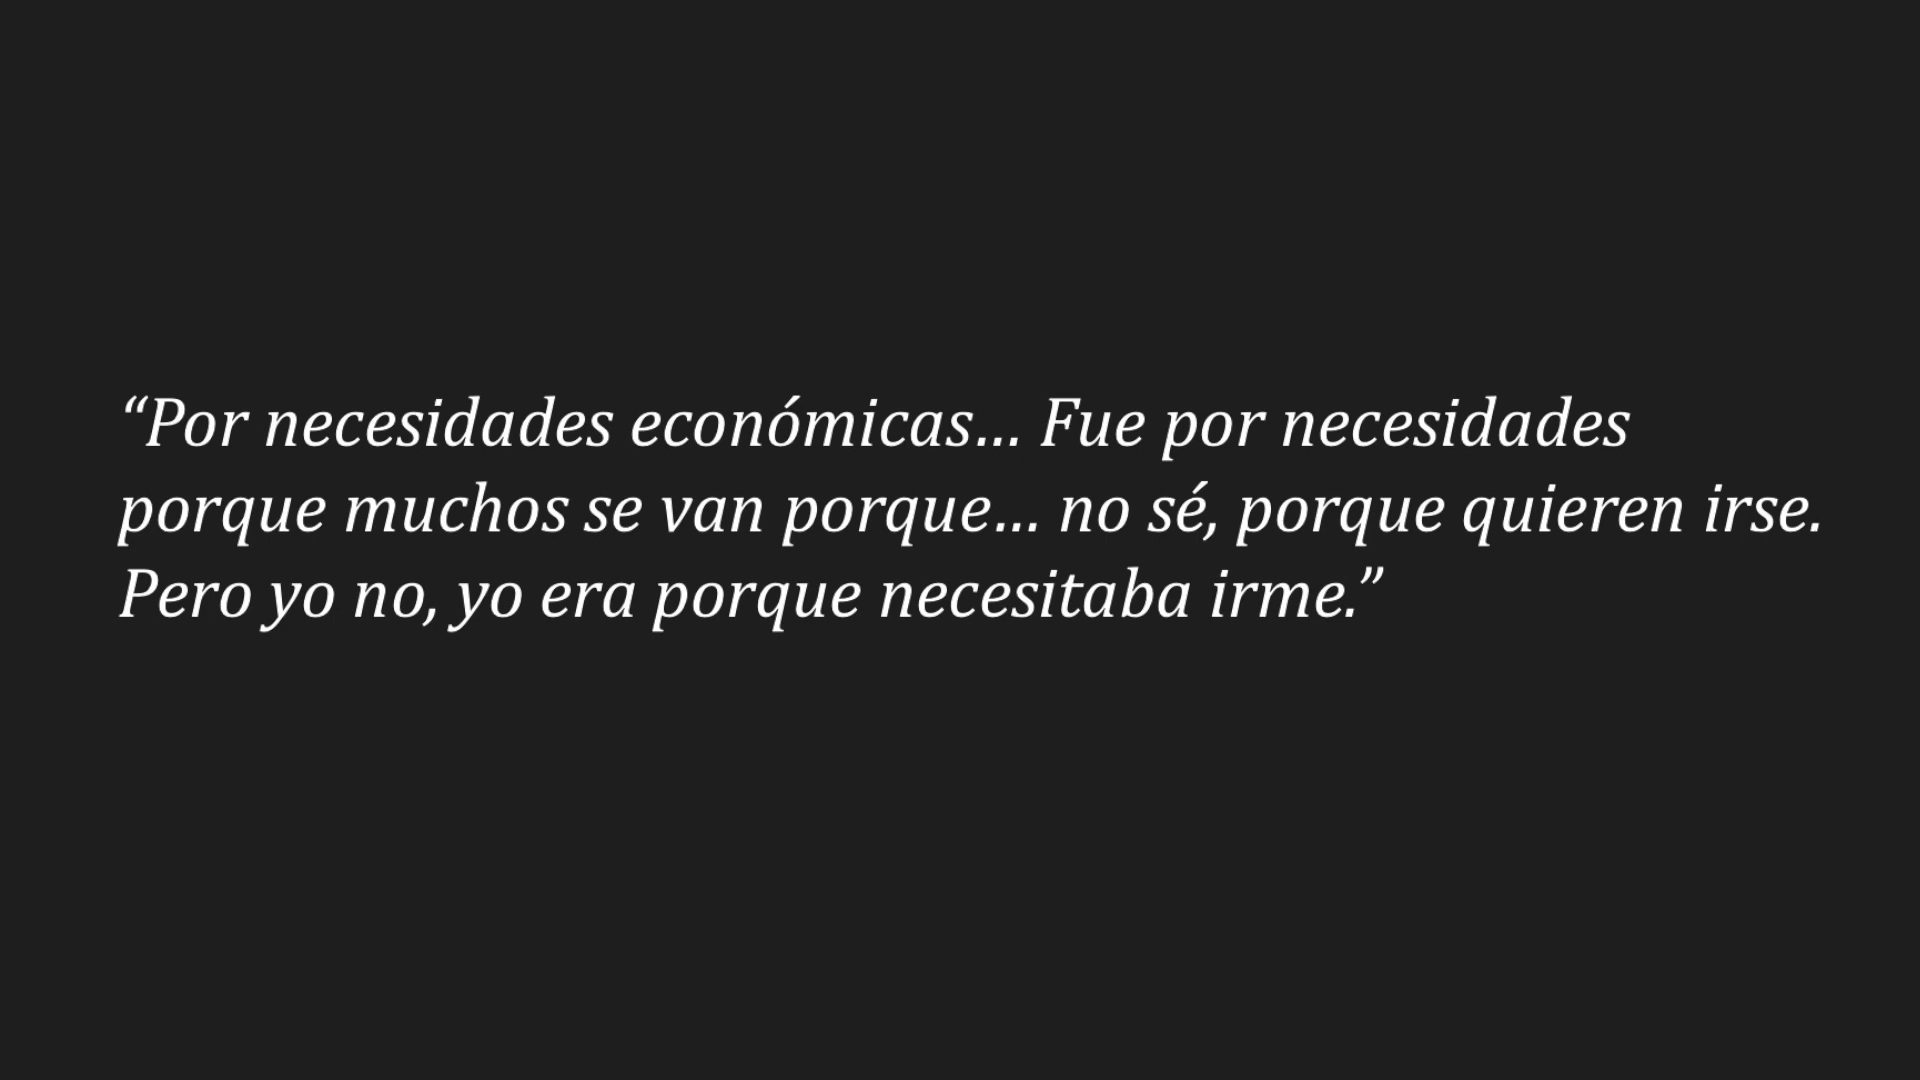 “Por necesidades económicas… Fue por necesidades
porque muchos se van porque… no sé, porque quieren irse.
Pero yo no, yo era porque necesitaba irme.”